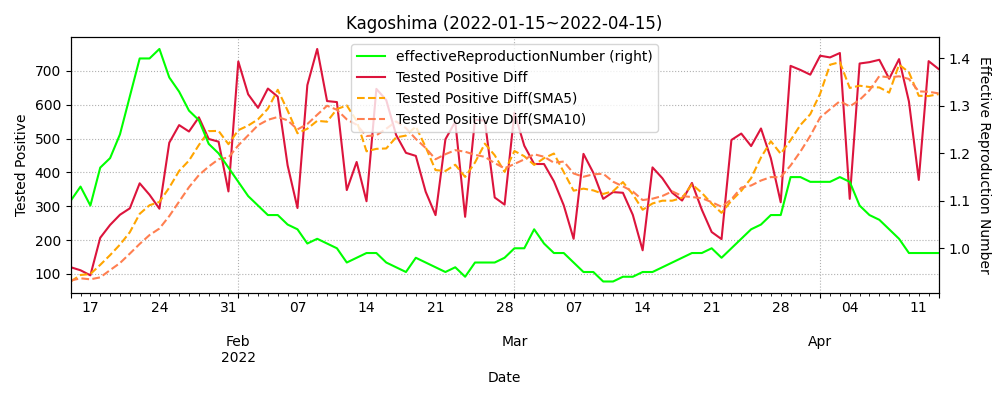 Kagoshima (2022-01-15~2022-04-15)
effectiveReproductionNumber (right)
Tested Positive Diff
Tested Positive Diff(SMA5)
Tested Positive Diff(SMA10)
Tested Positive
700
600
500
400
300
200
100
1.4
1.3
1.2
1.1
1.0
Effective Reproduction Number
17 24 31 07 14 21 28 07 14 21 28 04 11
Feb Mar Apr
2022
Date